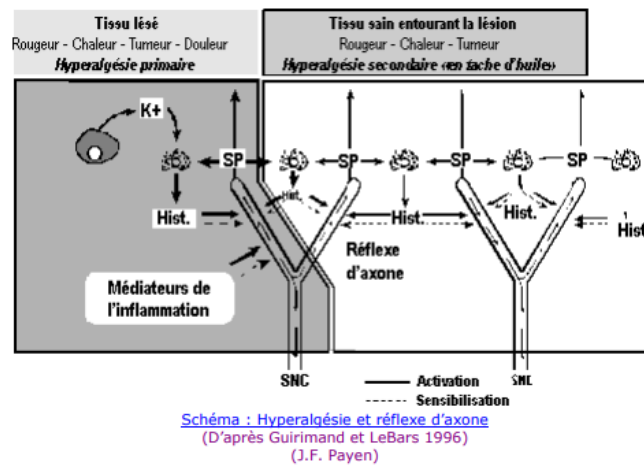 Tissu lésé
Rougeur - Chaleur - Tumeur - Douleur
Hyperalgésie primaire
Tissu sain entourant la lésion
Rougeur - Chaleur - Tumeur
Hyperalgésie secondaire «en tache d'huile»
K+
SP
SP
SP
SP
Hist.
Hist.
Hist.
Hist.
Hist
Réflexe
d'axone
Médiateurs de
l'inflammation
SNC
SNC
Activation
Sensibilisation
Schéma : Hyperalgésie et réflexe d'axone
(D'après Guirimand et LeBars 1996)
(J.F. Payen)